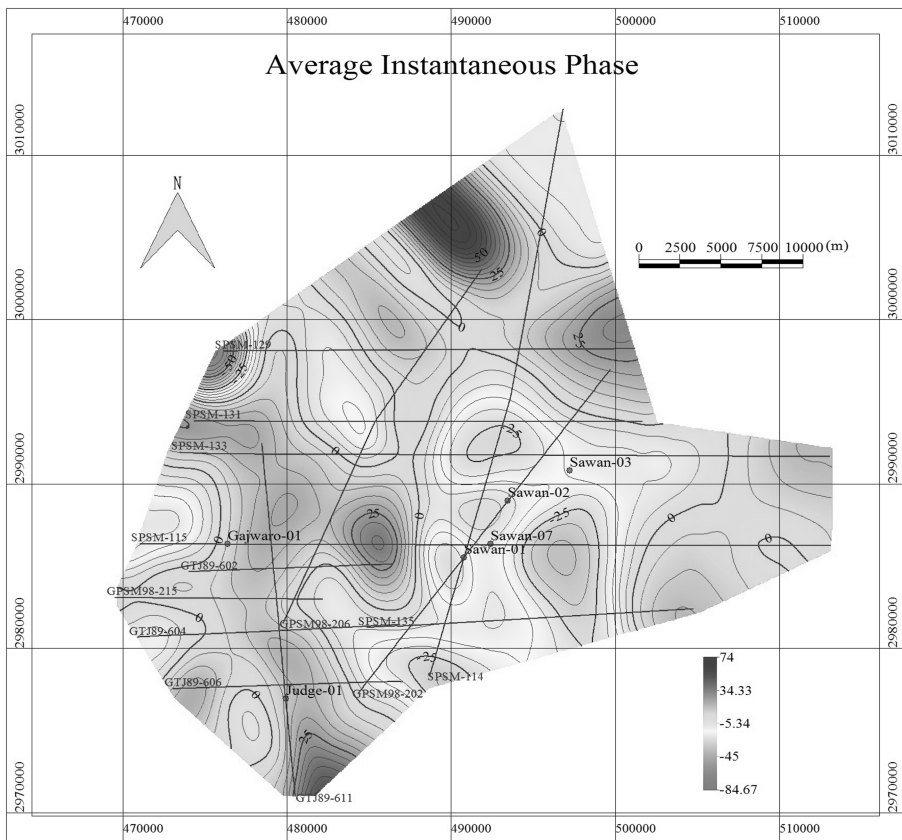 470000 480000 490000 500000 510000
Average Instantaneous Phase
3010000 3010000
N
0 2500 5000 7500 10000 (m)
0
50
25
3000000 3000000
0
25
SPSM-129
50
-25
SPSM-131
-25
SPSM-133
0
Sawan-03
2990000 2990000
Sawan-02
25
0
-25
0
SPSM-115
0
Gajwaro-01
Sawan-07
0
Sawan-01
GTJ89-602
GPSM98-215
0
GPSM98-206
SPSM-135
GTJ89-604
2980000 2980000
-25
SPSM-114
74
GTJ89-606
0
Judge-01
GPSM98-202
34.33
-5.34
25
-45
-84.67
GTJ89-611
2970000 2970000
470000 480000 490000 500000 510000